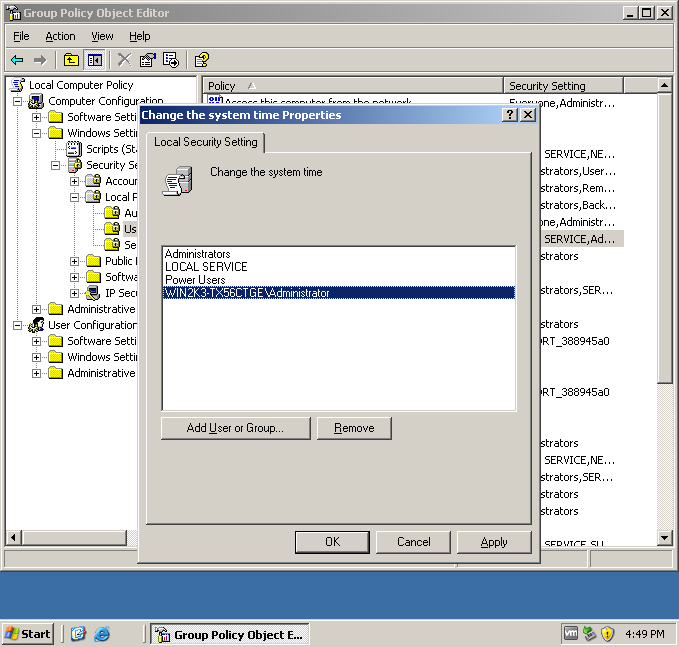 Group Policy Object Editor
File Action View Help
Local Computer Policy
Computer Configuration
Software Setti
Windows Setti
Scripts (Sta
Security Se
Accou
Local P
Au
Us
Se
Public
Softwa
IP Secu
Administrative
User Configuration
Software Setti
Windows Setti
Administrative
Policy Security Setting
Access this computer from the network Everyone,Administr...
SERVICE,NE...
strators,User...
strators,Rem...
strators,Back...
one,Administr...
SERVICE,Ad...
strators
strators,SER...
strators
RT_388945a0
RT_388945a0
strators
SERVICE,NE...
strators,SER...
strators
strators
SERVICE,SU
Change the system time Properties
Local Security Setting
Change the system time
Administrators
LOCAL SERVICE
Power Users
WIN2K3-TX56CTGE\Administrator
Add User or Group... Remove
OK Cancel Apply
Start Group Policy Object E... vm 4:49 PM